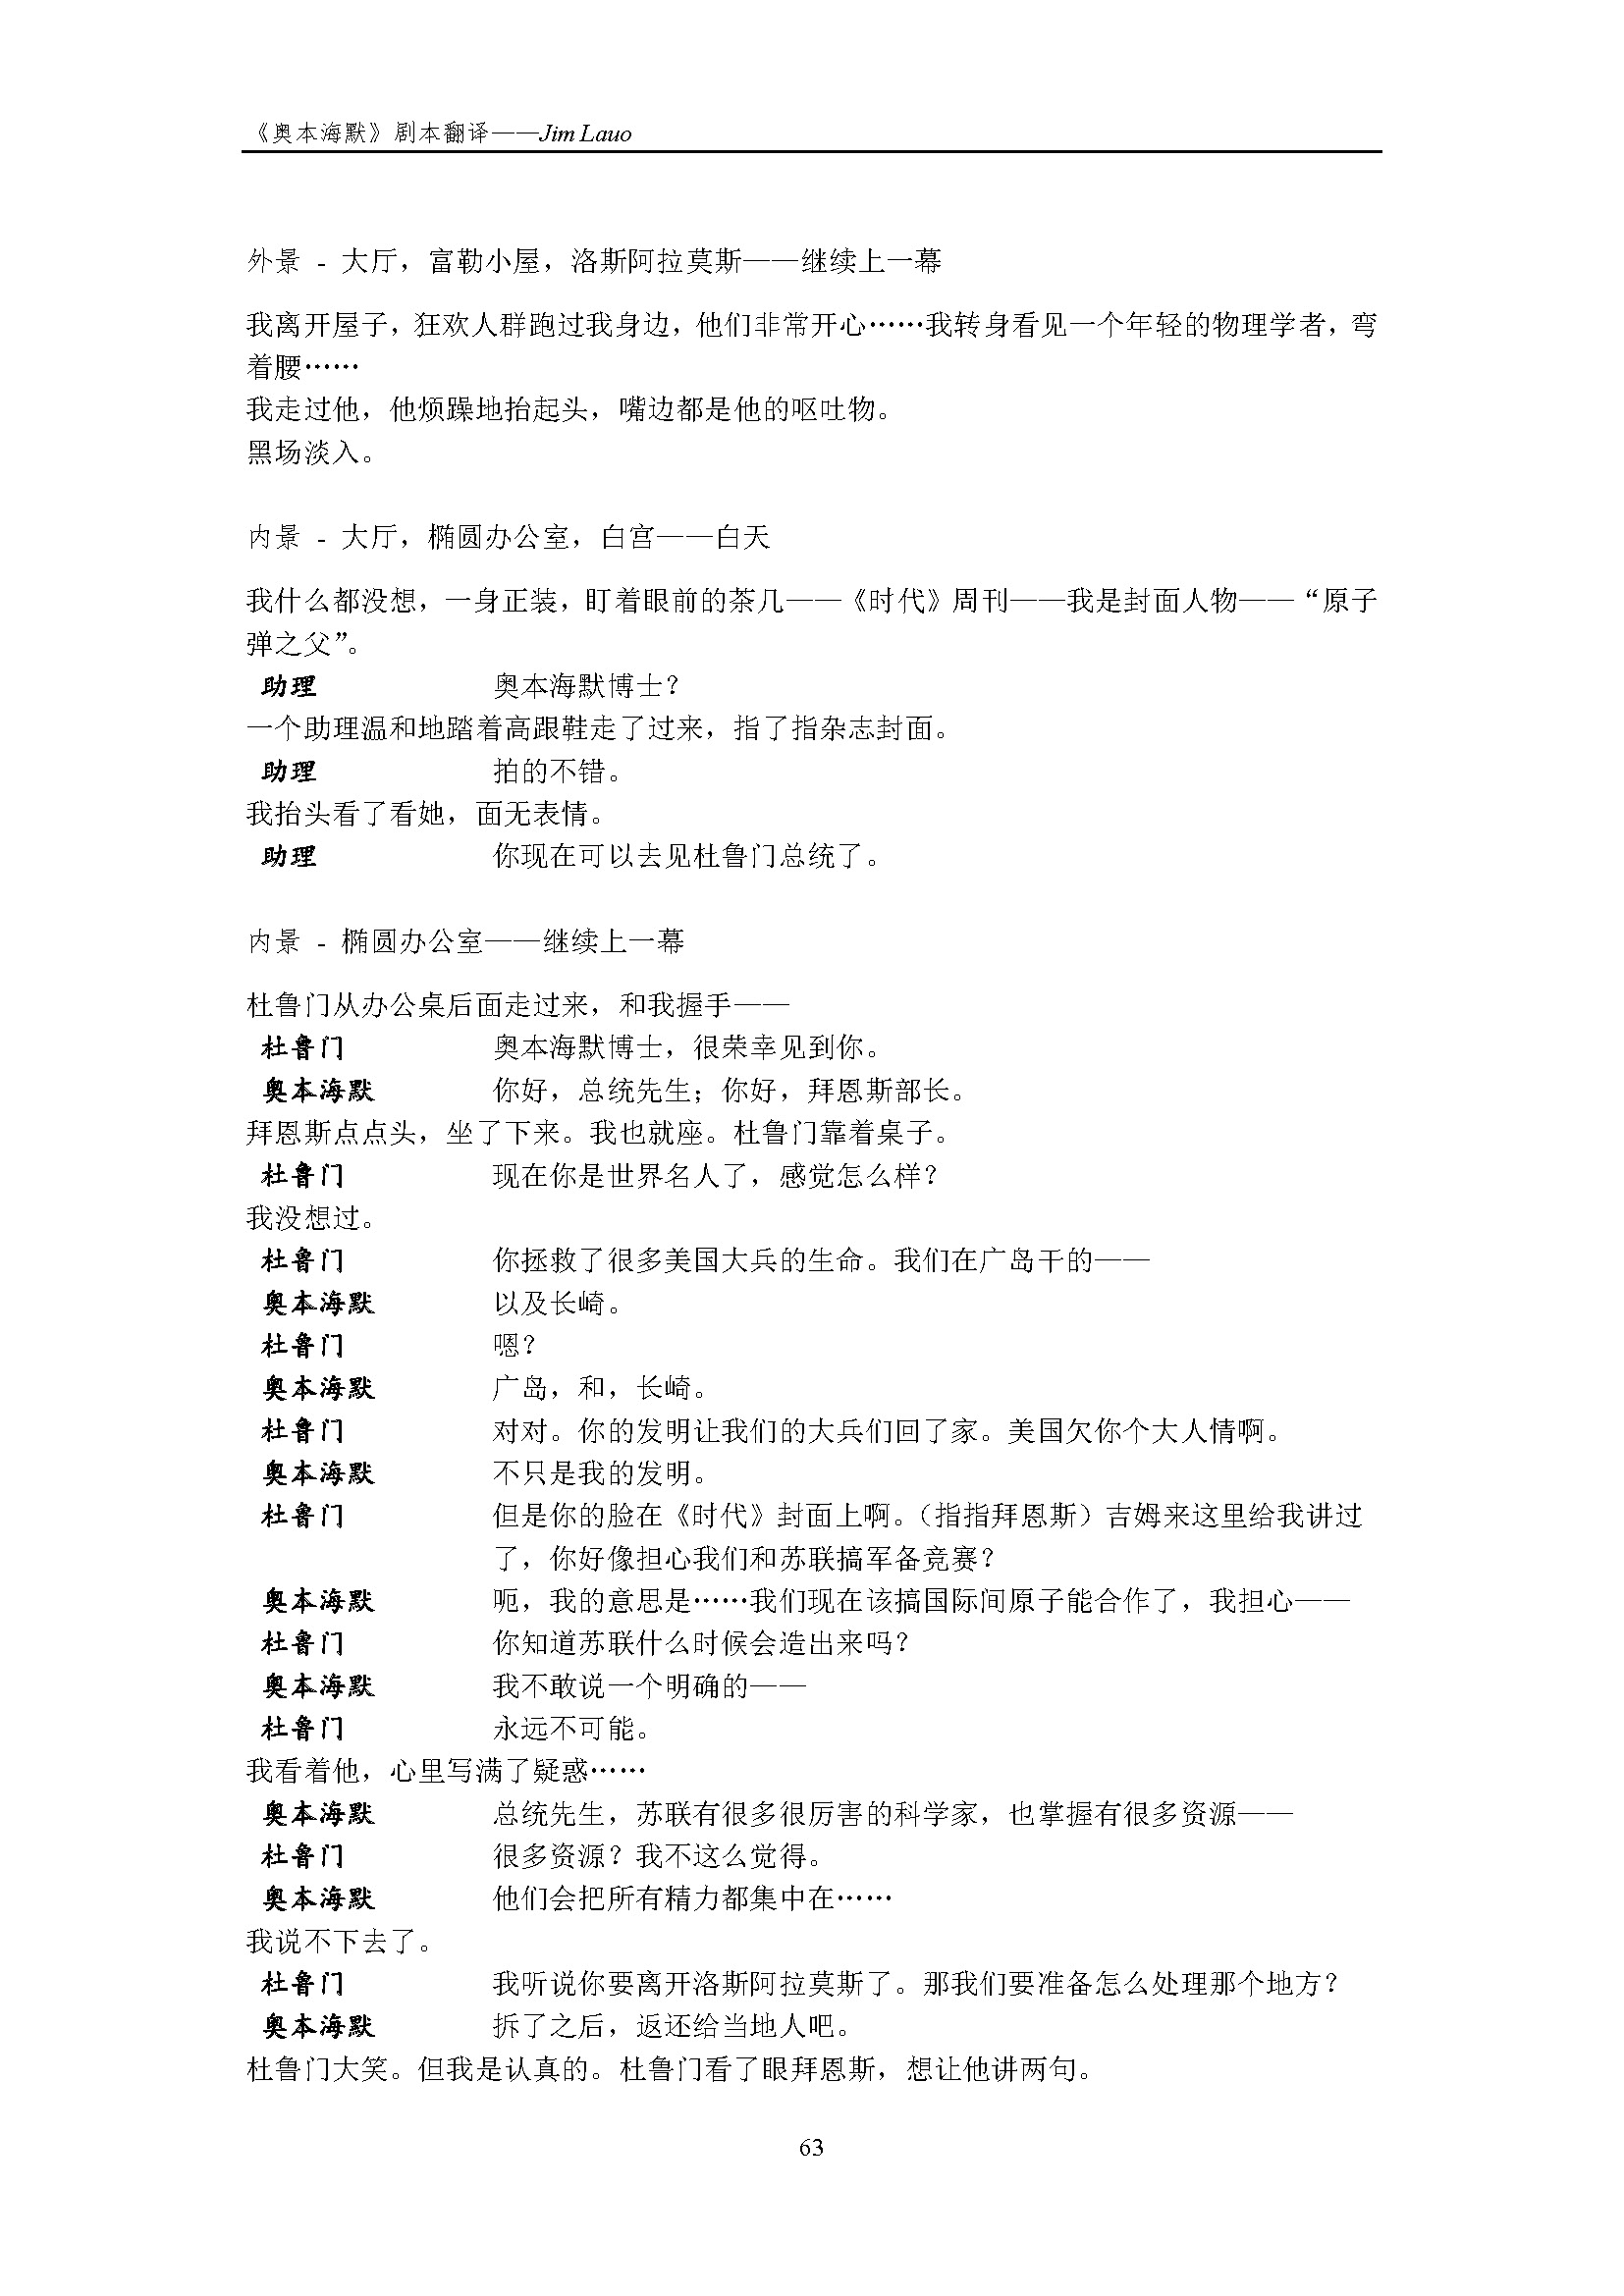 《奥本海默》剧本翻译——Jim Lauo
外景 - 大厅，富勒小屋，洛斯阿拉莫斯——继续上一幕
我离开屋子，狂欢人群跑过我身边，他们非常开心……我转身看见一个年轻的物理学者，弯
着腰……
我走过他，他烦躁地抬起头，嘴边都是他的呕吐物。
黑场淡入。
内景 - 大厅，椭圆办公室，白宫——白天
我什么都没想，一身正装，盯着眼前的茶几——《时代》周刊——我是封面人物——“原子
弹之父”。
助理 奥本海默博士？
一个助理温和地踏着高跟鞋走了过来，指了指杂志封面。
助理 拍的不错。
我抬头看了看她，面无表情。
助理 你现在可以去见杜鲁门总统了。
内景 - 椭圆办公室——继续上一幕
杜鲁门从办公桌后面走过来，和我握手——
杜鲁门 奥本海默博士，很荣幸见到你。
奥本海默 你好，总统先生；你好，拜恩斯部长。
拜恩斯点点头，坐了下来。我也就座。杜鲁门靠着桌子。
杜鲁门 现在你是世界名人了，感觉怎么样？
我没想过。
杜鲁门 你拯救了很多美国大兵的生命。我们在广岛干的——
奥本海默 以及长崎。
杜鲁门 嗯？
奥本海默 广岛，和，长崎。
杜鲁门 对对。你的发明让我们的大兵们回了家。美国欠你个大人情啊。
奥本海默 不只是我的发明。
杜鲁门 但是你的脸在《时代》封面上啊。（指指拜恩斯）吉姆来这里给我讲过
了，你好像担心我们和苏联搞军备竞赛？
奥本海默 呃，我的意思是……我们现在该搞国际间原子能合作了，我担心——
杜鲁门 你知道苏联什么时候会造出来吗？
奥本海默 我不敢说一个明确的——
杜鲁门 永远不可能。
我看着他，心里写满了疑惑……
奥本海默 总统先生，苏联有很多很厉害的科学家，也掌握有很多资源——
杜鲁门 很多资源？我不这么觉得。
奥本海默 他们会把所有精力都集中在……
我说不下去了。
杜鲁门 我听说你要离开洛斯阿拉莫斯了。那我们要准备怎么处理那个地方？
奥本海默 拆了之后，返还给当地人吧。
杜鲁门大笑。但我是认真的。杜鲁门看了眼拜恩斯，想让他讲两句。
63